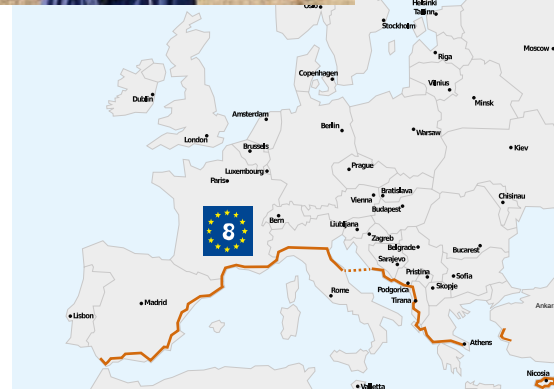 Oslo
Helsinki
Tallinn
Stockholm
Riga
Moscow
Copenhagen
Vilnius
Minsk
Dublin
Amsterdam
Berlin
Warsaw
London
Brussels
Kiev
Luxembourg
Prague
Paris
Bratislava
Vienna
Budapest
Chisinau
8
Bern
Ljubljana
Zagreb
Belgrade
Bucarest
Sarajevo
Pristina
Sofia
Podgorica
Skopje
Rome
Tirana
Madrid
Ankar
Lisbon
Athens
Nicosia
Valletta